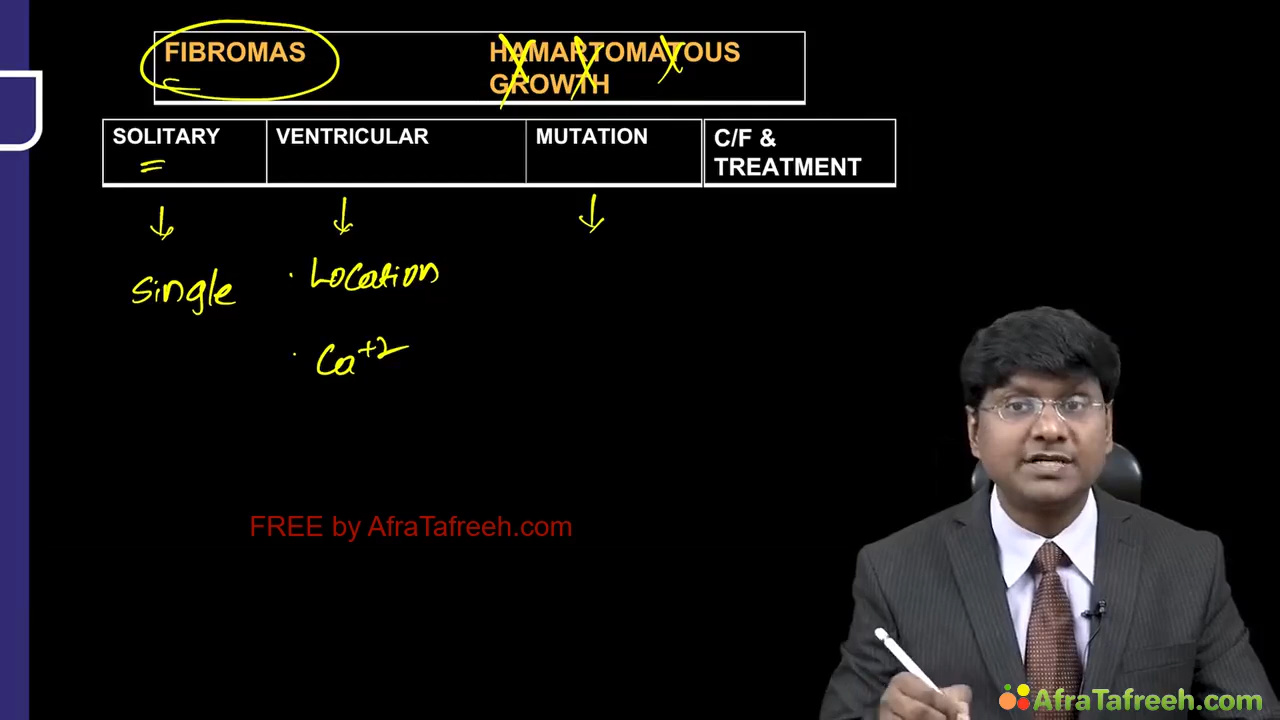 FIBROMAS
HAMARTOMATOUS
GROWTH
SOLITARY
VENTRICULAR
MUTATION
C/F &
TREATMENT
Single
· Location
· Ca+2
FREE by AfraTafreeh.com
AfraTafreeh.com